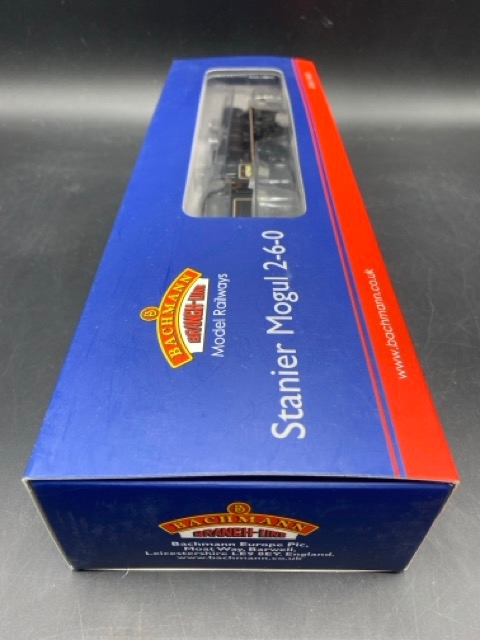 BACHMANN
BRANCH-LINE
Model Railways
Stanier Mogul 2-6-0
www.bachmann.co.uk
BACHMANN
BRANCH-LINE
Bachmann Europe Plc,
Moat Way, Barwell,
Leicestershire LE9 8EY. England.
www.bachmann.co.uk